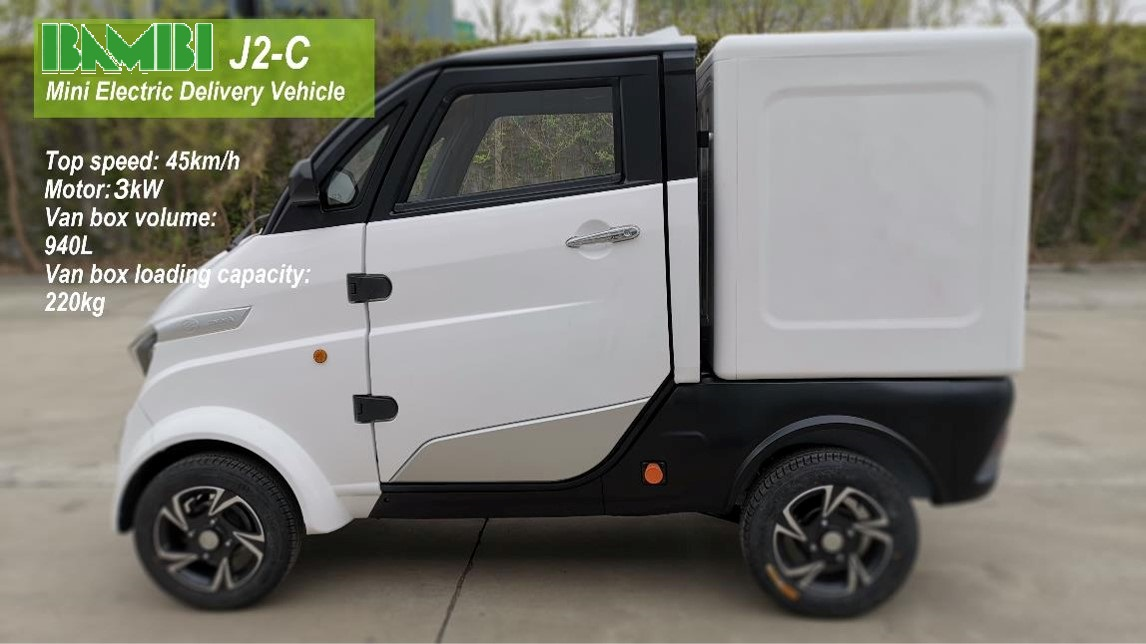 BAMBI J2-C
Mini Electric Delivery Vehicle
Top speed: 45km/h
Motor: 3kW
Van box volume:
940L
Van box loading capacity:
220kg